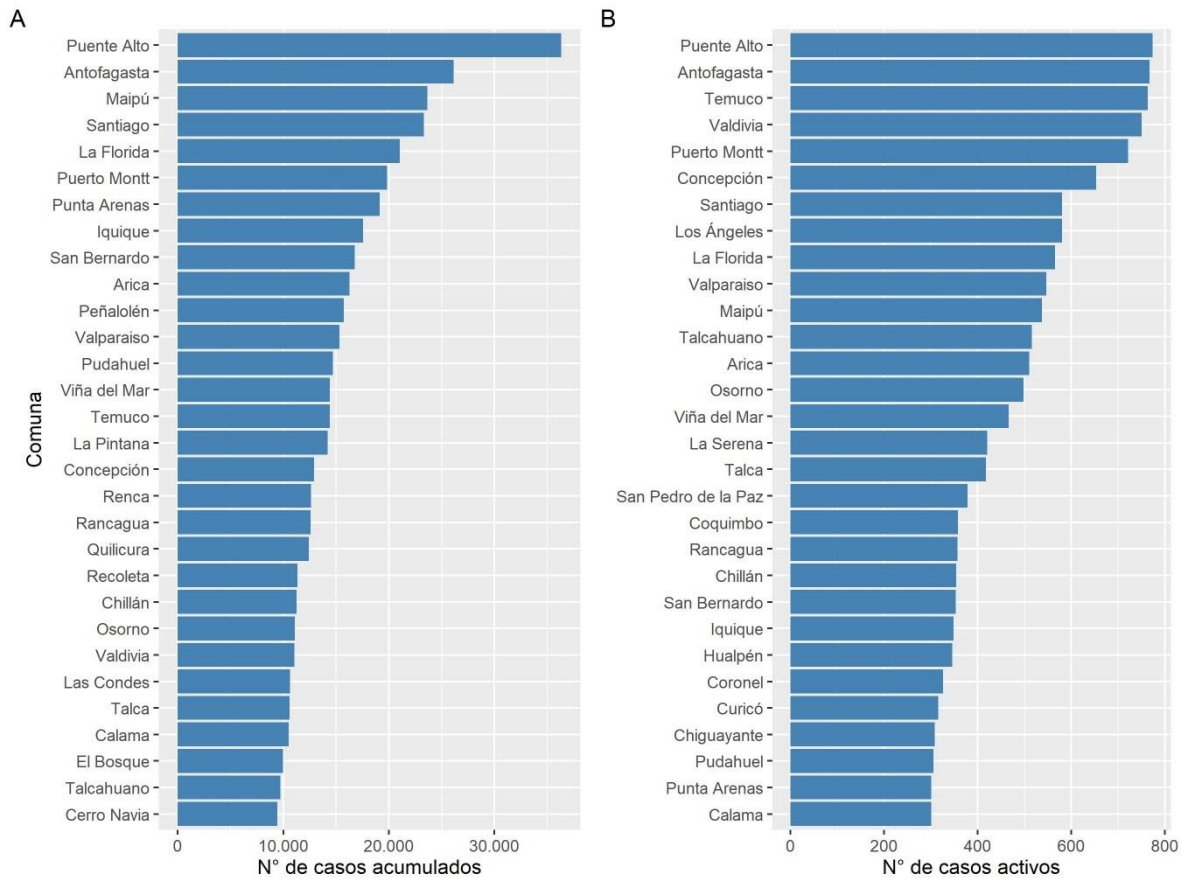 A
Puente Alto
Antofagasta
Maipú
Santiago
La Florida
Puerto Montt
Punta Arenas
Iquique
San Bernardo
Arica
Peñalolén
Valparaiso
Pudahuel
Viña del Mar
Temuco
La Pintana
Concepción
Renca
Rancagua
Quilicura
Recoleta
Chillán
Osorno
Valdivia
Las Condes
Talca
Calama
El Bosque
Talcahuano
Cerro Navia
Comuna
0 10.000 20.000 30.000
N° de casos acumulados
B
Puente Alto
Antofagasta
Temuco
Valdivia
Puerto Montt
Concepción
Santiago
Los Ángeles
La Florida
Valparaiso
Maipú
Talcahuano
Arica
Osorno
Viña del Mar
La Serena
Talca
San Pedro de la Paz
Coquimbo
Rancagua
Chillán
San Bernardo
Iquique
Hualpén
Coronel
Curicó
Chiguayante
Pudahuel
Punta Arenas
Calama
0 200 400 600 800
N° de casos activos